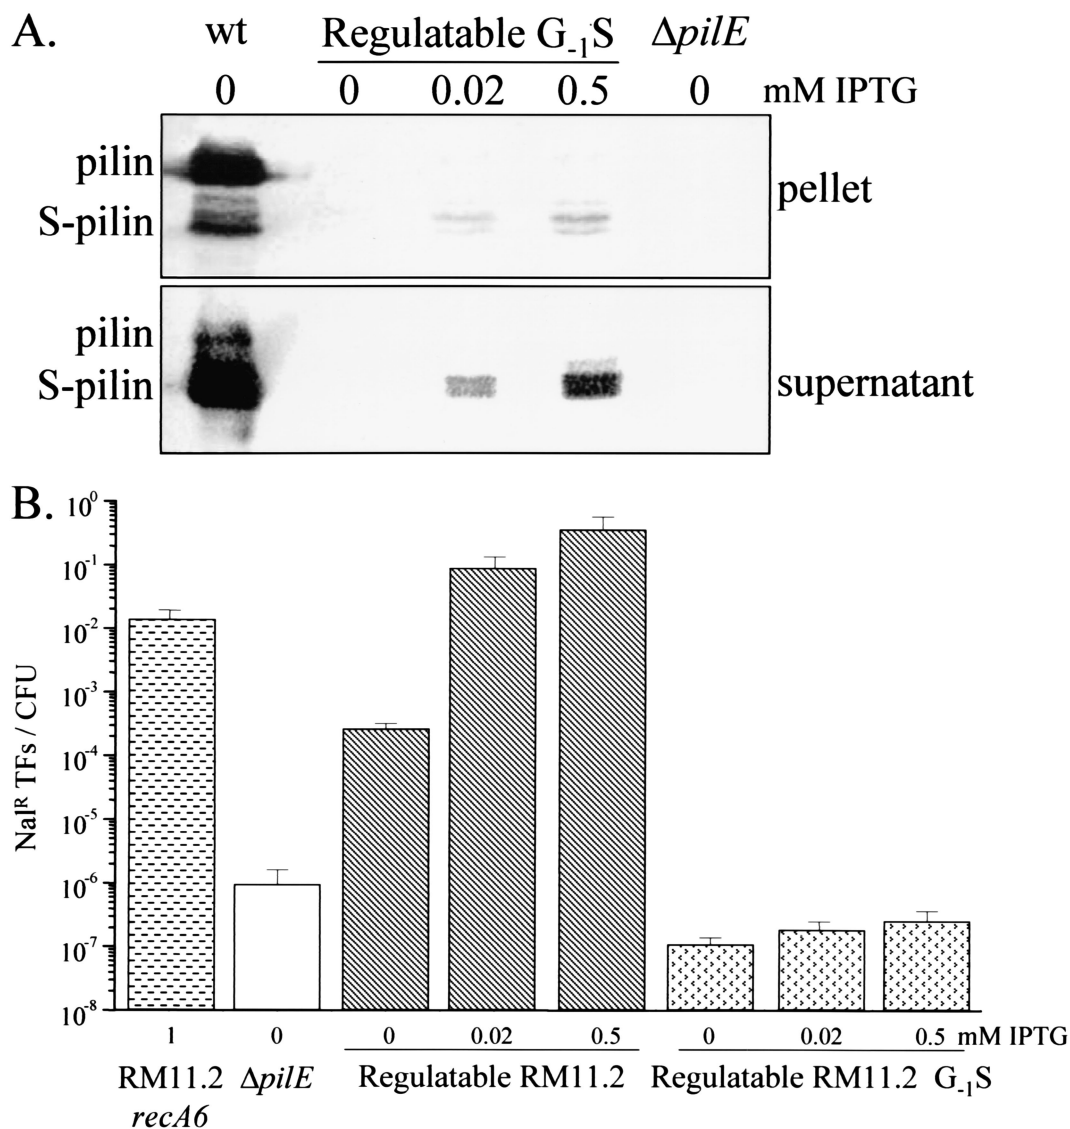 A. wt Regulatable G₋₁S ΔpilE
0 0 0.02 0.5 0 mM IPTG
pilin
pellet
S-pilin
pilin
S-pilin supernatant
B.
10⁰
10⁻¹
10⁻²
10⁻³
10⁻⁴
10⁻⁵
10⁻⁶
10⁻⁷
10⁻⁸
Nalᴿ TFs / CFU
1 0 0 0.02 0.5 0 0.02 0.5 mM IPTG
RM11.2 ΔpilE Regulatable RM11.2 Regulatable RM11.2 G₋₁S
recA6